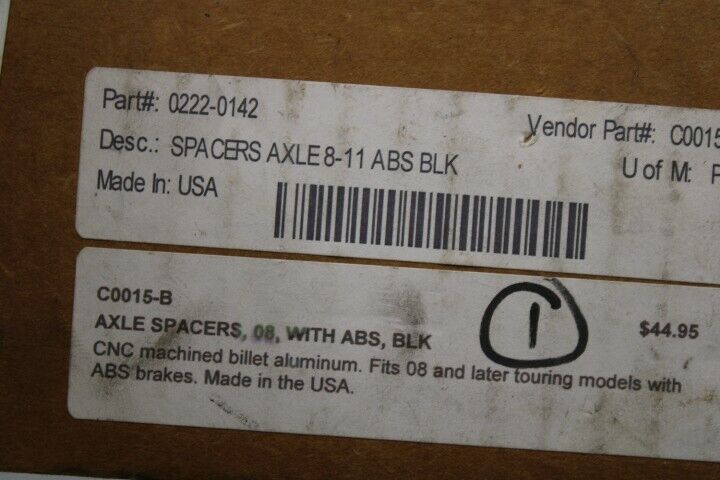 Part#: 0222-0142
Vendor Part#: C0015
Desc.: SPACERS AXLE 8-11 ABS BLK
U of M:
Made In: USA
C0015-B
1
$44.95
AXLE SPACERS, 08, WITH ABS, BLK
CNC machined billet aluminum. Fits 08 and later touring models with
ABS brakes. Made in the USA.